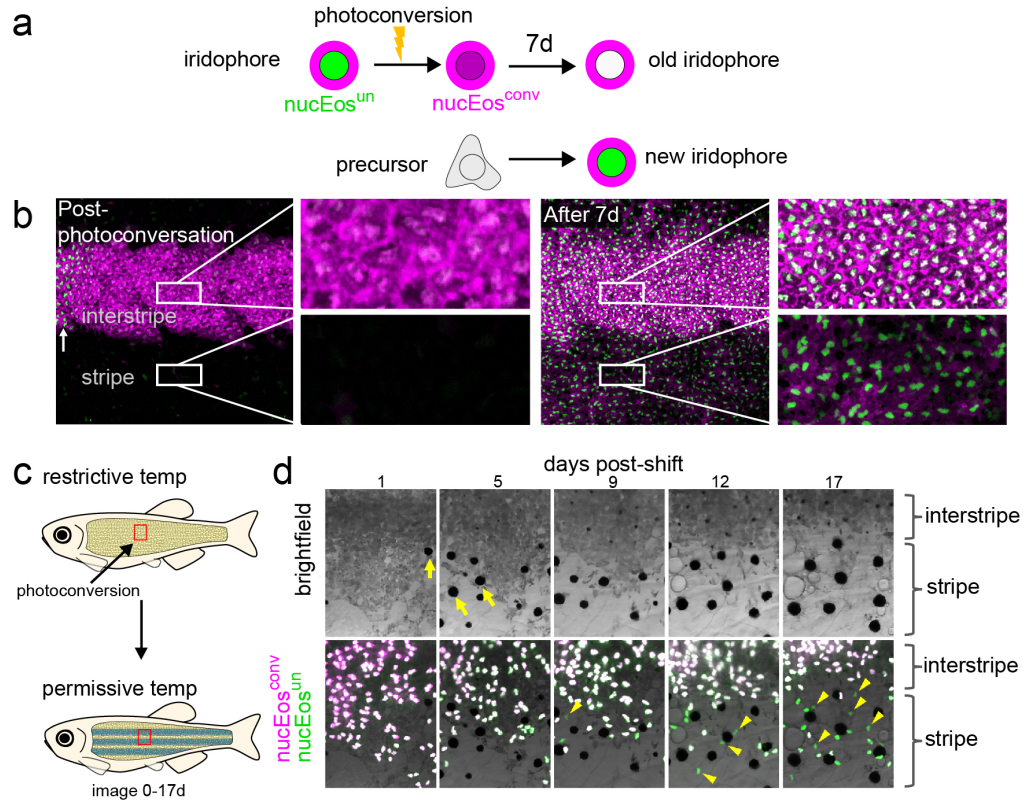 a
photoconversion
iridophore
7d
old iridophore
nucEos^un
nucEos^conv
precursor
new iridophore
b
Post-
photoconversation
interstripe
stripe
After 7d
c
restrictive temp
photoconversion
permissive temp
image 0-17d
d
days post-shift
1 5 9 12 17
brightfield
interstripe
stripe
nucEos^conv
nucEos^un
interstripe
stripe